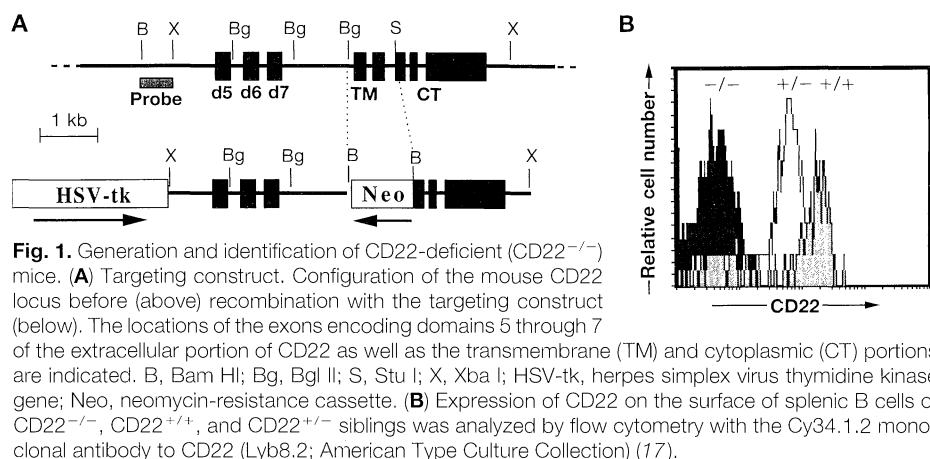 A
B X Bg Bg Bg S X
Probe d5 d6 d7 TM CT
1 kb
X Bg Bg B B X
HSV-tk Neo
B
-/- +/- +/+
Relative cell number
CD22
Fig. 1. Generation and identification of CD22-deficient (CD22−/−)
mice. (A) Targeting construct. Configuration of the mouse CD22
locus before (above) recombination with the targeting construct
(below). The locations of the exons encoding domains 5 through 7
of the extracellular portion of CD22 as well as the transmembrane (TM) and cytoplasmic (CT) portions
are indicated. B, Bam HI; Bg, Bgl II; S, Stu I; X, Xba I; HSV-tk, herpes simplex virus thymidine kinase
gene; Neo, neomycin-resistance cassette. (B) Expression of CD22 on the surface of splenic B cells o
CD22−/−, CD22+/+, and CD22+/− siblings was analyzed by flow cytometry with the Cy34.1.2 mono-
clonal antibody to CD22 (Lyb8.2; American Type Culture Collection) (17).